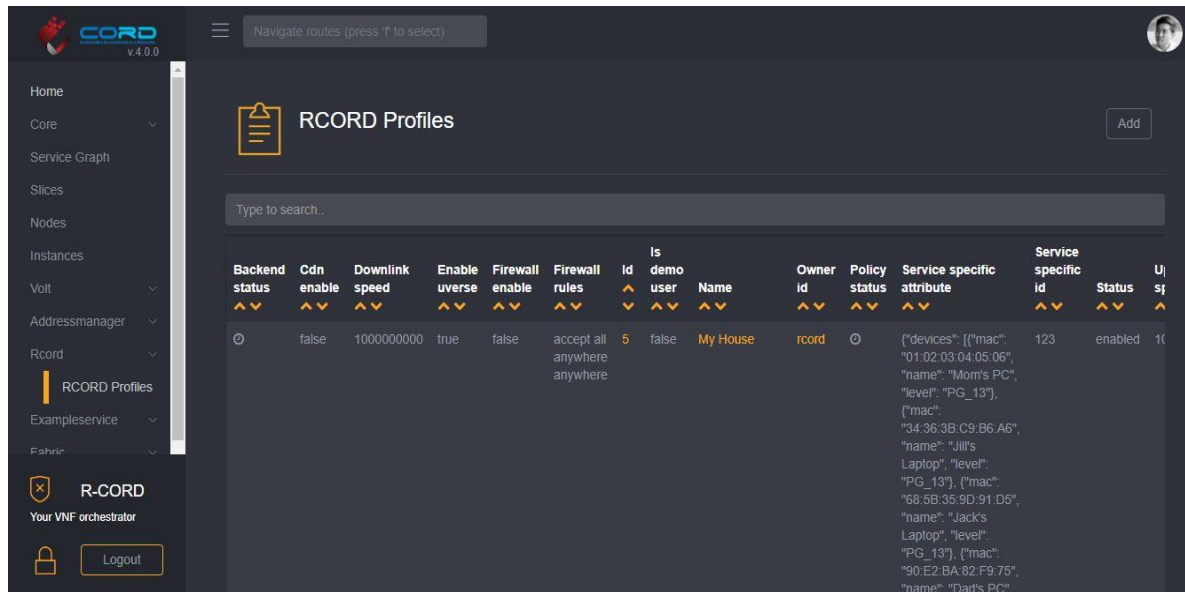 CORD
v.4.0.0
Navigate routes (press 'f' to select)
Home
Core
Service Graph
Slices
Nodes
Instances
Volt
Addressmanager
Rcord
RCORD Profiles
Exampleservice
Fabric
R-CORD
Your VNF orchestrator
Logout
RCORD Profiles
Add
Type to search..
Backend status
Cdn enable
Downlink speed
Enable uverse
Firewall enable
Firewall rules
Id
Is demo user
Name
Owner id
Policy status
Service specific attribute
Service specific id
Status
false
1000000000
true
false
accept all
anywhere
anywhere
5
false
My House
rcord
{"devices": [{"mac":
"01:02:03:04:05:06",
"name": "Mom's PC",
"level": "PG_13"},
{"mac":
"34:36:3B:C9:B6:A6",
"name": "Jill's
Laptop", "level":
"PG_13"}, {"mac":
"68:5B:35:9D:91:D5",
"name": "Jack's
Laptop", "level":
"PG_13"}, {"mac":
"90:E2:BA:82:F9:75",
"name": "Dad's PC"
123
enabled